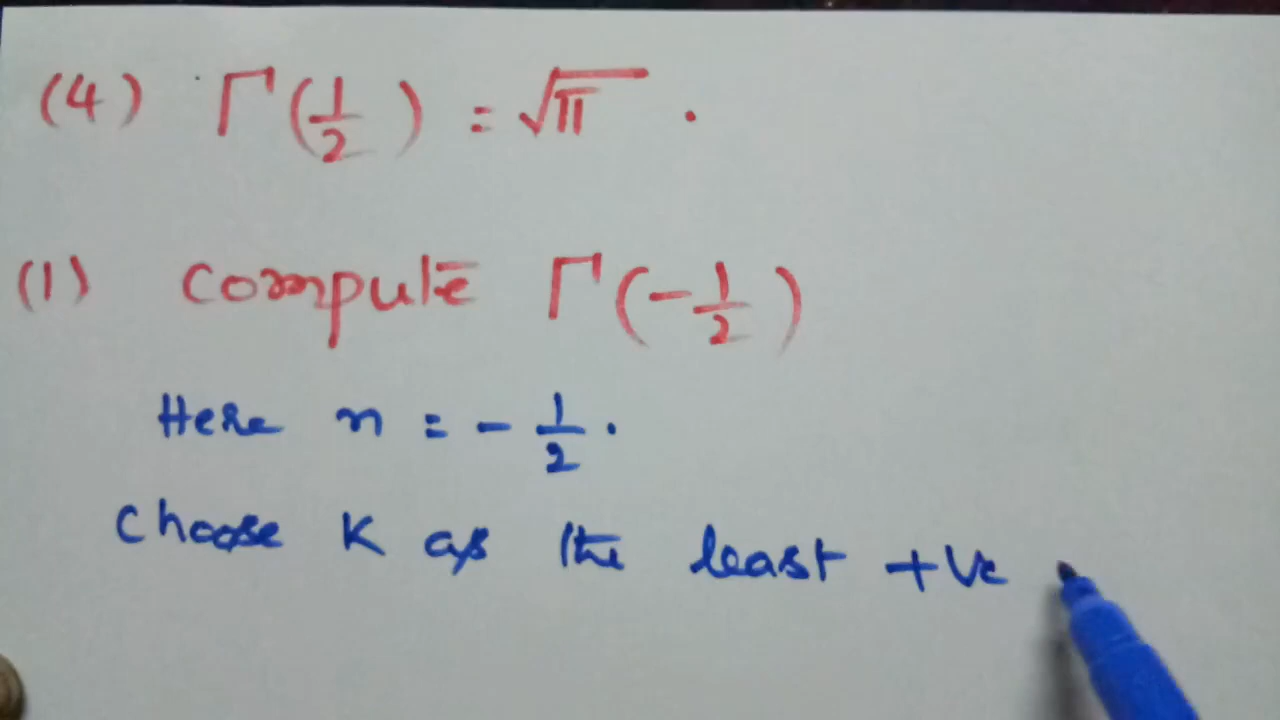 (4) Γ(1/2) = √π .
(1) Compute Γ(-1/2)
Here n = - 1/2 .
Choose K as the least +ve